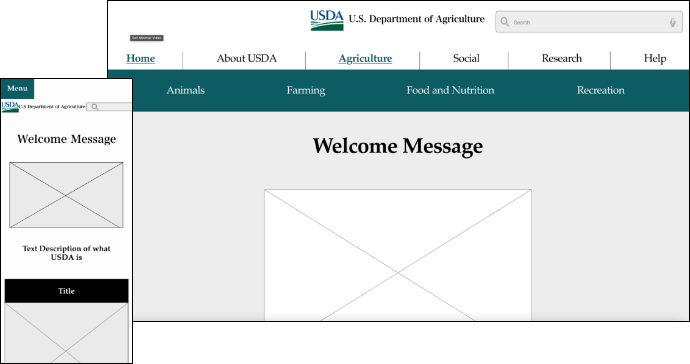 USDA U.S. Department of Agriculture
Search
Home About USDA Agriculture Social Research Help
Animals Farming Food and Nutrition Recreation
Welcome Message
Menu
USDA U.S Department of Agriculture
Welcome Message
Text Description of what
USDA is
Title